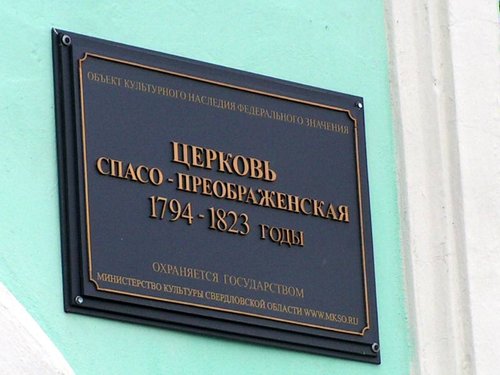 ОБЪЕКТ КУЛЬТУРНОГО НАСЛЕДИЯ ФЕДЕРАЛЬНОГО ЗНАЧЕНИЯ
ЦЕРКОВЬ
СПАСО - ПРЕОБРАЖЕНСКАЯ
1794 - 1823 ГОДЫ
ОХРАНЯЕТСЯ ГОСУДАРСТВОМ
МИНИСТЕРСТВО КУЛЬТУРЫ СВЕРДЛОВСКОЙ ОБЛАСТИ WWW.MKSO.RU